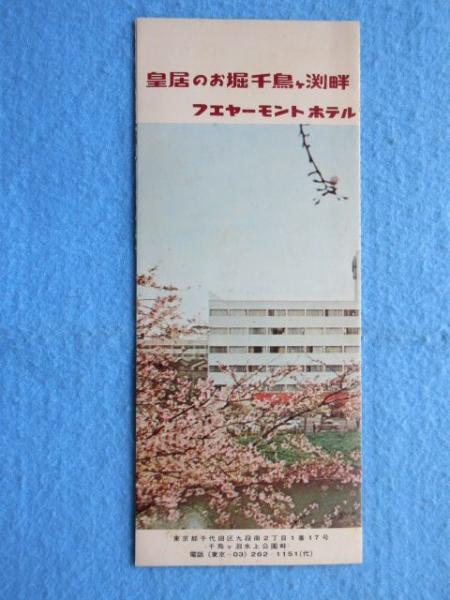 皇居のお堀千鳥ヶ渕畔
フエヤーモントホテル
東京都千代田区九段南2丁目1番17号
千鳥ヶ渕水上公園畔
電話(東京-03)262-1151(代)